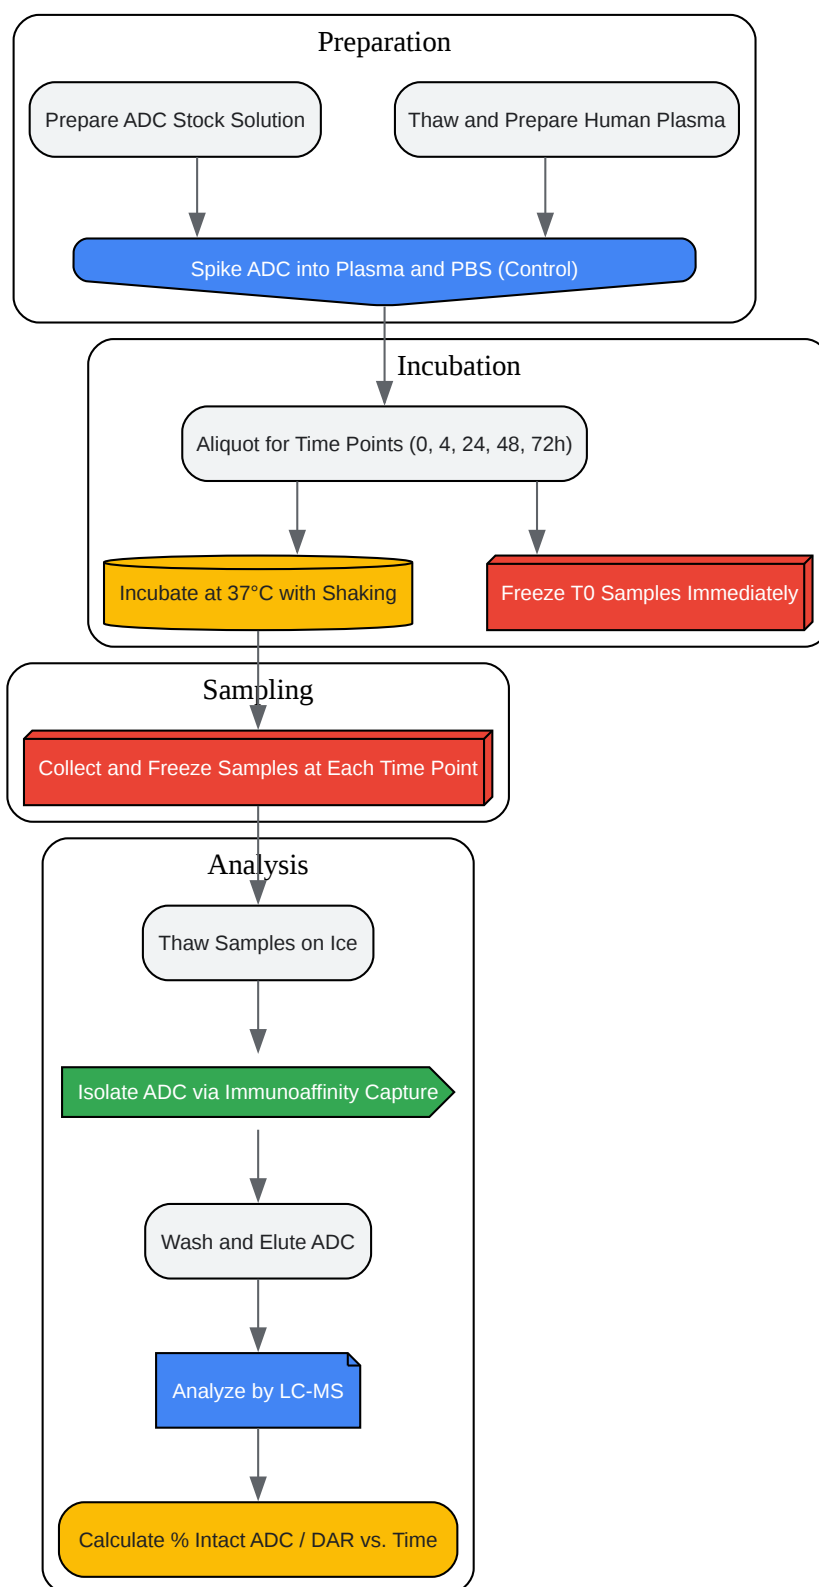 Preparation
Prepare ADC Stock Solution
Thaw and Prepare Human Plasma
Spike ADC into Plasma and PBS (Control)
Incubation
Aliquot for Time Points (0, 4, 24, 48, 72h)
Incubate at 37°C with Shaking
Freeze T0 Samples Immediately
Sampling
Collect and Freeze Samples at Each Time Point
Analysis
Thaw Samples on Ice
Isolate ADC via Immunoaffinity Capture
Wash and Elute ADC
Analyze by LC-MS
Calculate % Intact ADC / DAR vs. Time